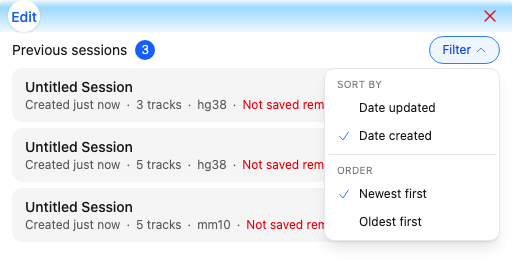 Edit
Previous sessions 3
Filter
Untitled Session
Created just now · 3 tracks · hg38 · Not saved rem
Untitled Session
Created just now · 5 tracks · hg38 · Not saved rem
Untitled Session
Created just now · 5 tracks · mm10 · Not saved rem
SORT BY
Date updated
Date created
ORDER
Newest first
Oldest first